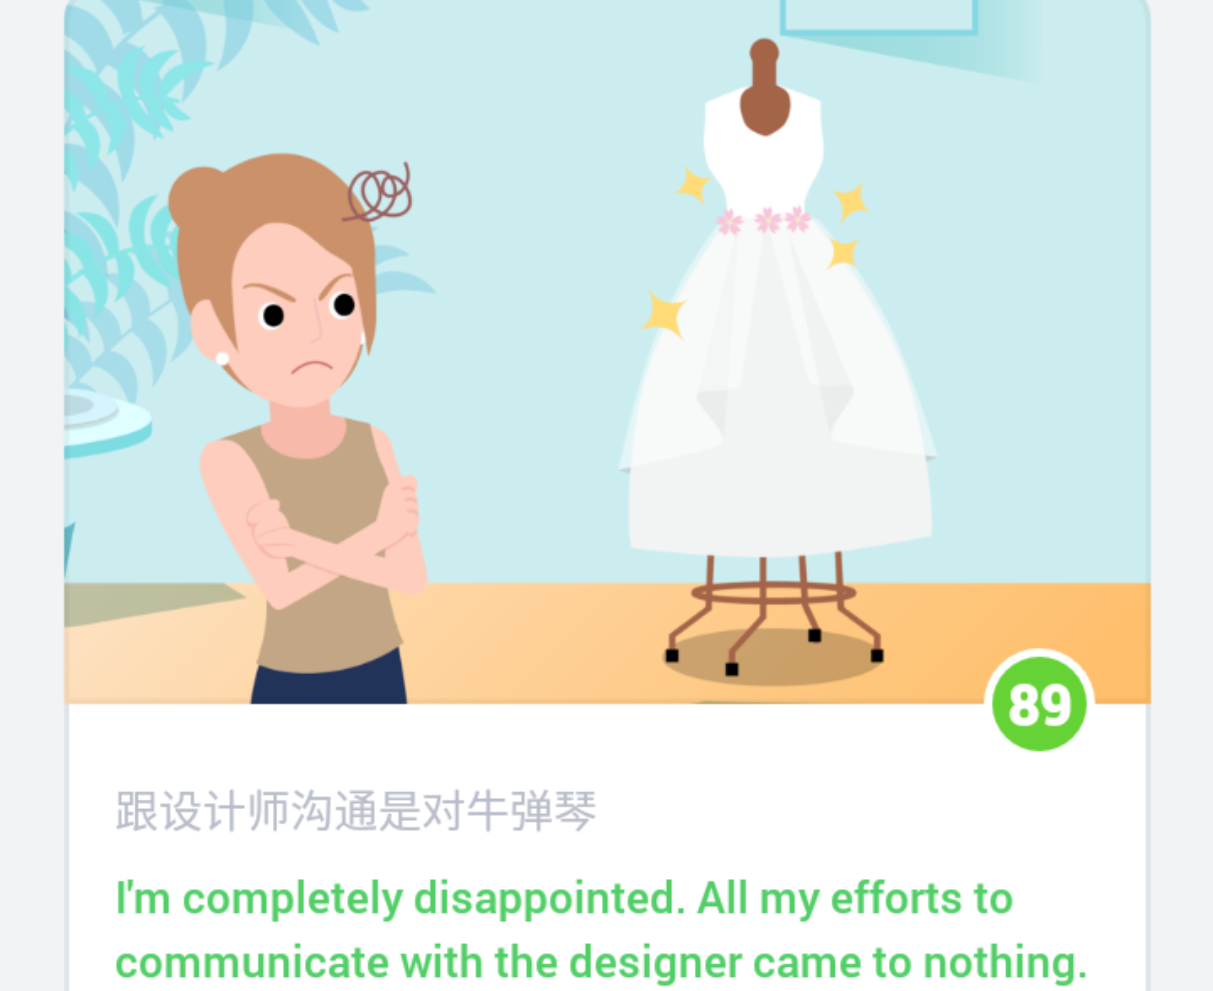 89
跟设计师沟通是对牛弹琴
I'm completely disappointed. All my efforts to
communicate with the designer came to nothing.